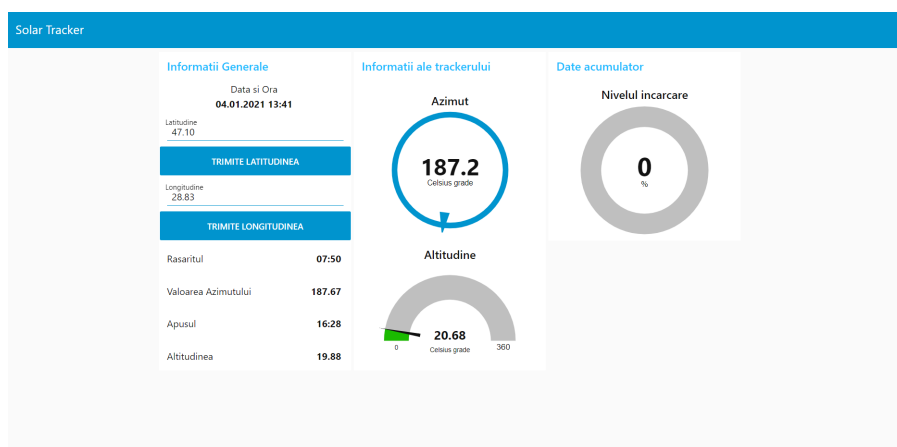 Solar Tracker
Informatii Generale
Data si Ora
04.01.2021 13:41
Latitudine
47.10
TRIMITE LATITUDINEA
Longitudine
28.83
TRIMITE LONGITUDINEA
Rasaritul 07:50
Valoarea Azimutului 187.67
Apusul 16:28
Altitudinea 19.88
Informatii ale trackerului
Azimut
187.2
Celsius grade
Altitudine
20.68
Celsius grade
0 360
Date acumulator
Nivelul incarcare
0
%